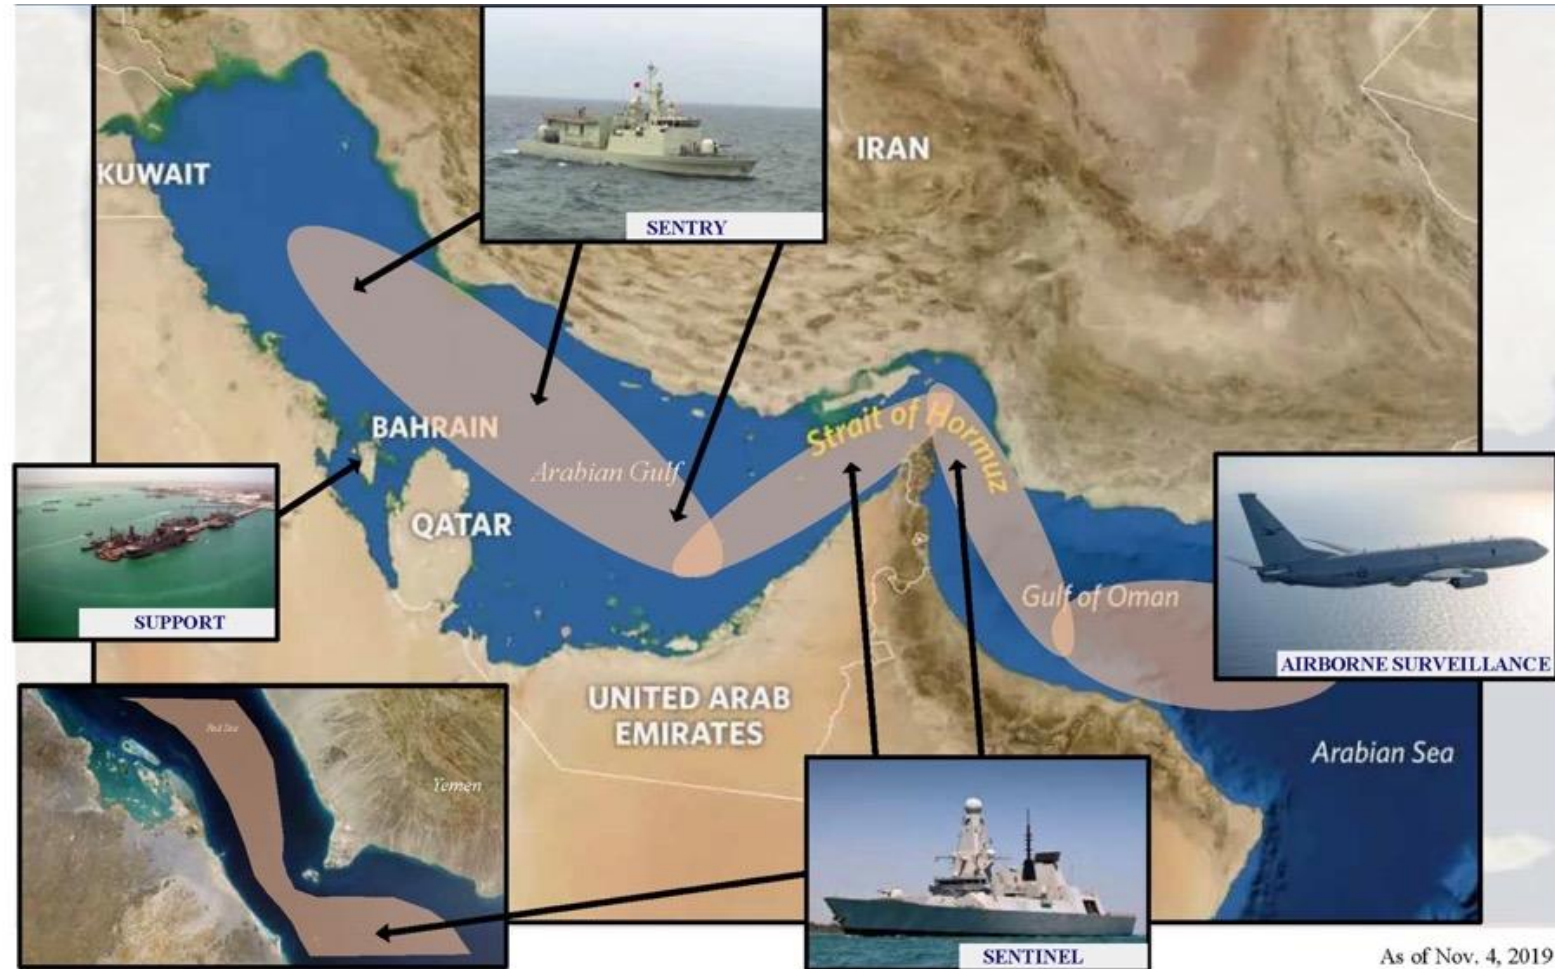 KUWAIT
IRAN
SENTRY
BAHRAIN
Arabian Gulf
Strait of Hormuz
QATAR
SUPPORT
Gulf of Oman
AIRBORNE SURVEILLANCE
UNITED ARAB
EMIRATES
Red Sea
Yemen
Arabian Sea
SENTINEL
As of Nov. 4, 2019